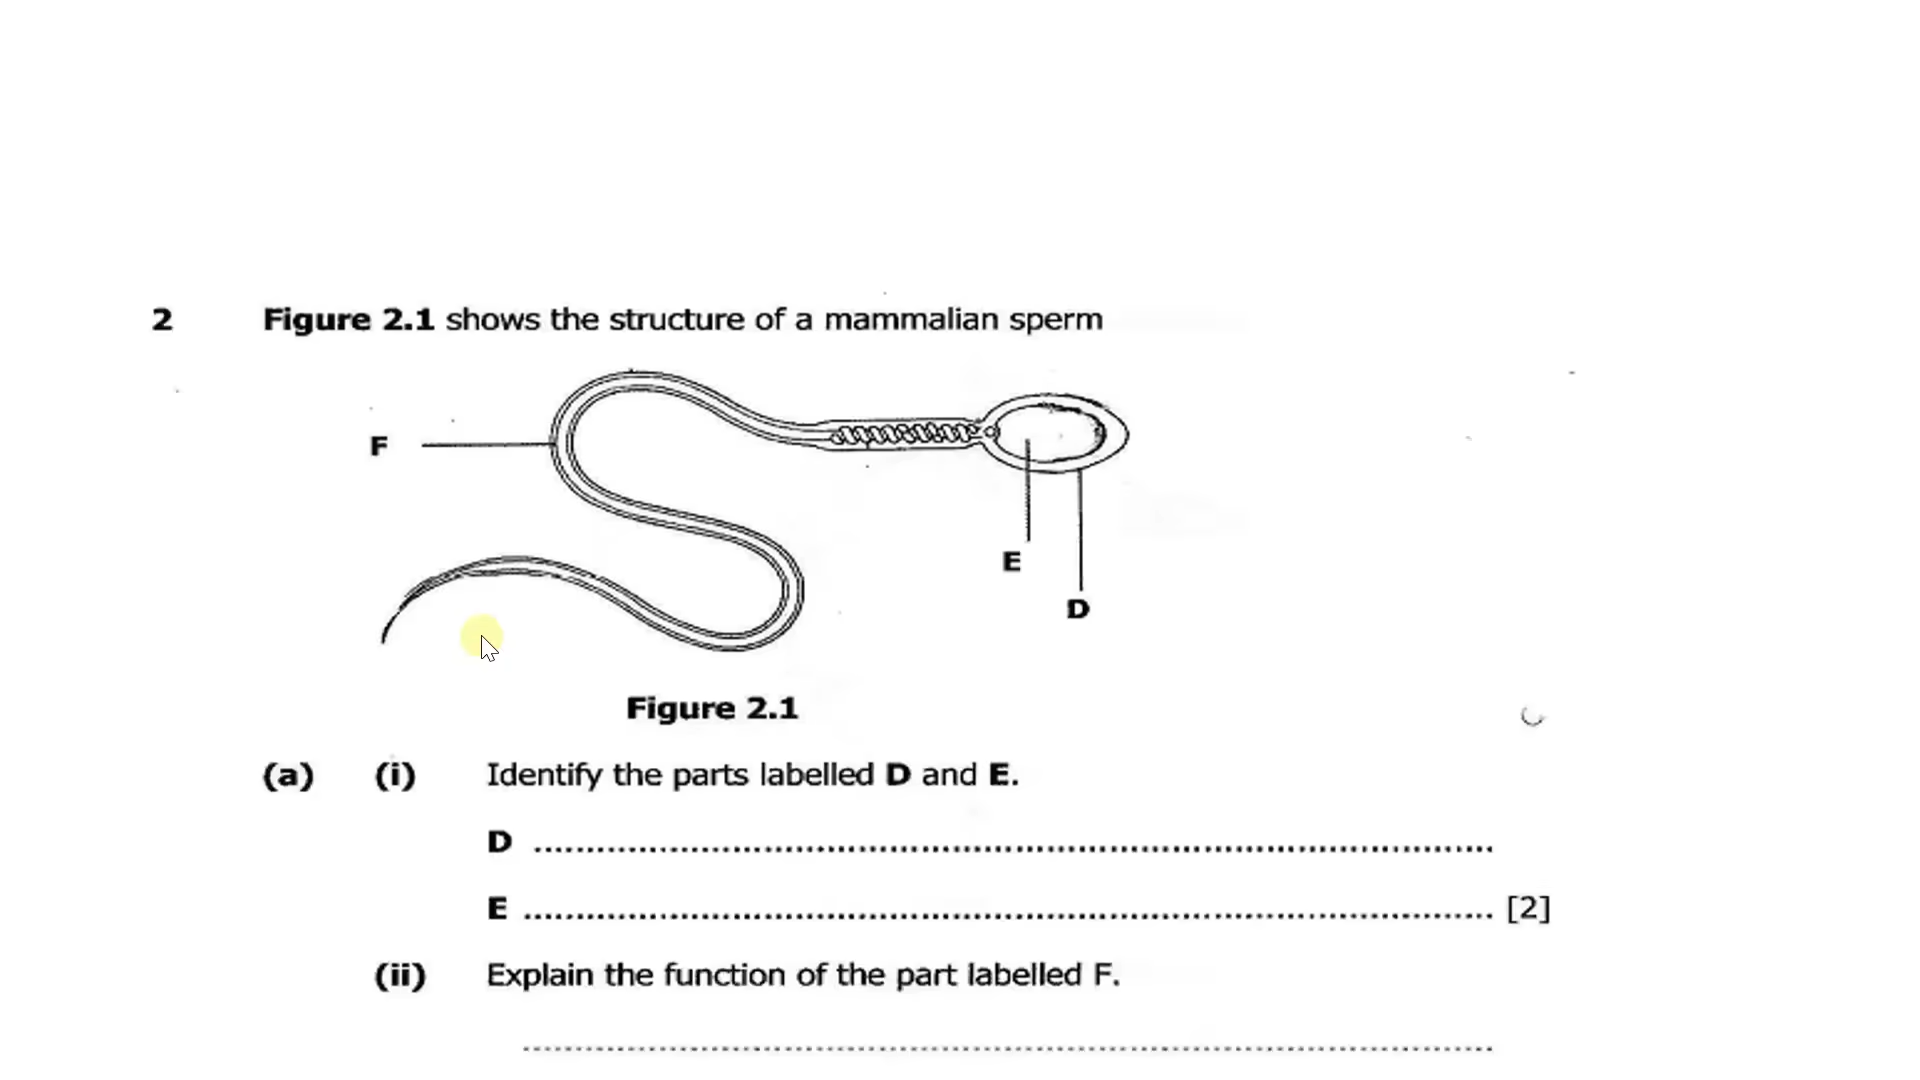 2 Figure 2.1 shows the structure of a mammalian sperm
F
E
D
Figure 2.1
(a) (i) Identify the parts labelled D and E.
D ..........................................................................................
E .......................................................................................... [2]
(ii) Explain the function of the part labelled F.
..........................................................................................